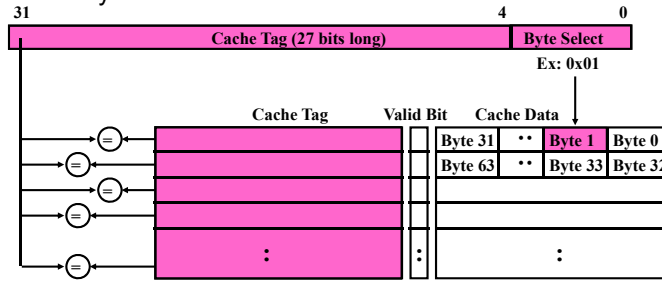 31 4 0
Cache Tag (27 bits long) Byte Select
Ex: 0x01
Cache Tag Valid Bit Cache Data
= Byte 31 ·· Byte 1 Byte 0
= Byte 63 ·· Byte 33 Byte 32
=
=
: : :
=